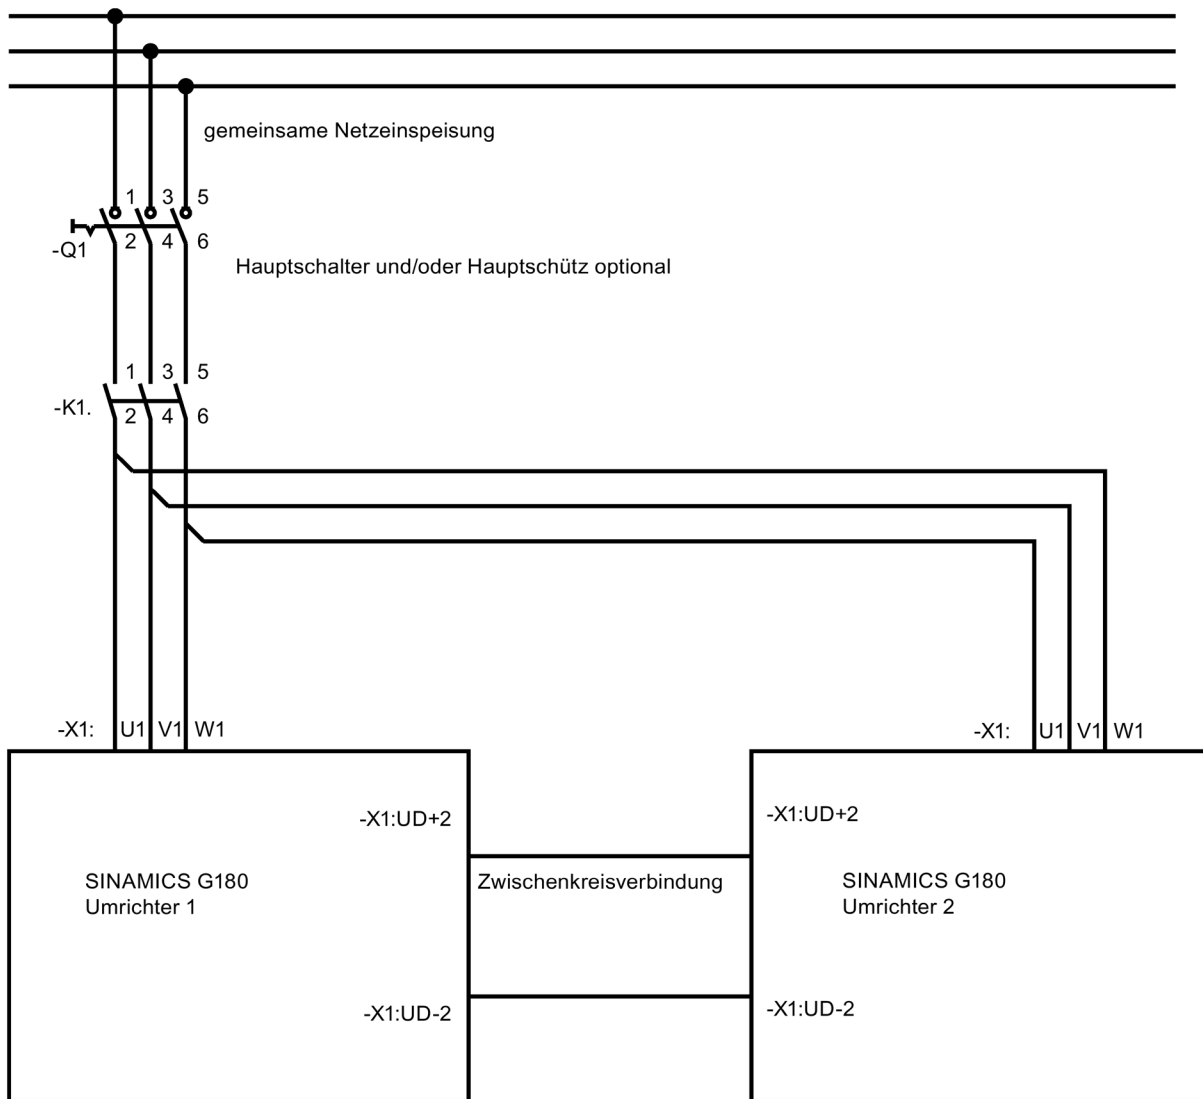 gemeinsame Netzeinspeisung
1 3 5
-Q1 2 4 6
Hauptschalter und/oder Hauptschütz optional
1 3 5
-K1. 2 4 6
-X1: U1 V1 W1
-X1: U1 V1 W1
-X1:UD+2
-X1:UD+2
SINAMICS G180
Umrichter 1
Zwischenkreisverbindung
SINAMICS G180
Umrichter 2
-X1:UD-2
-X1:UD-2